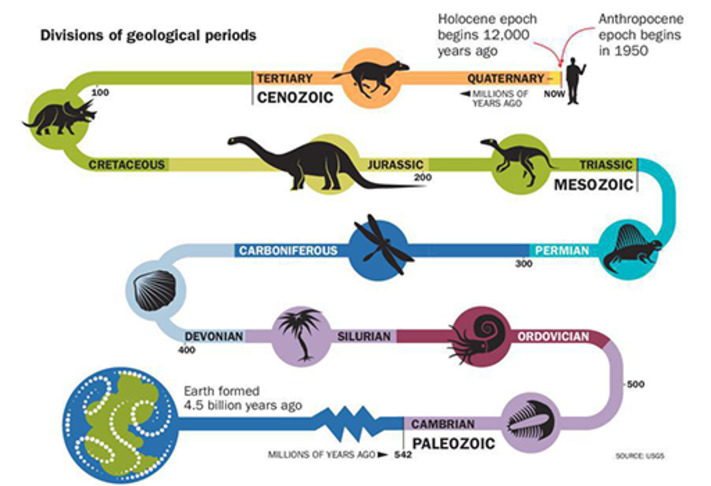 Divisions of geological periods
Holocene epoch
begins 12,000
years ago
Anthropocene
epoch begins
in 1950
TERTIARY
QUATERNARY
CENOZOIC
◄ MILLIONS OF
YEARS AGO
NOW
100
CRETACEOUS
JURASSIC
TRIASSIC
200
MESOZOIC
CARBONIFEROUS
PERMIAN
300
DEVONIAN
SILURIAN
ORDOVICIAN
400
500
Earth formed
4.5 billion years ago
CAMBRIAN
PALEOZOIC
MILLIONS OF YEARS AGO ► 542
SOURCE: USGS